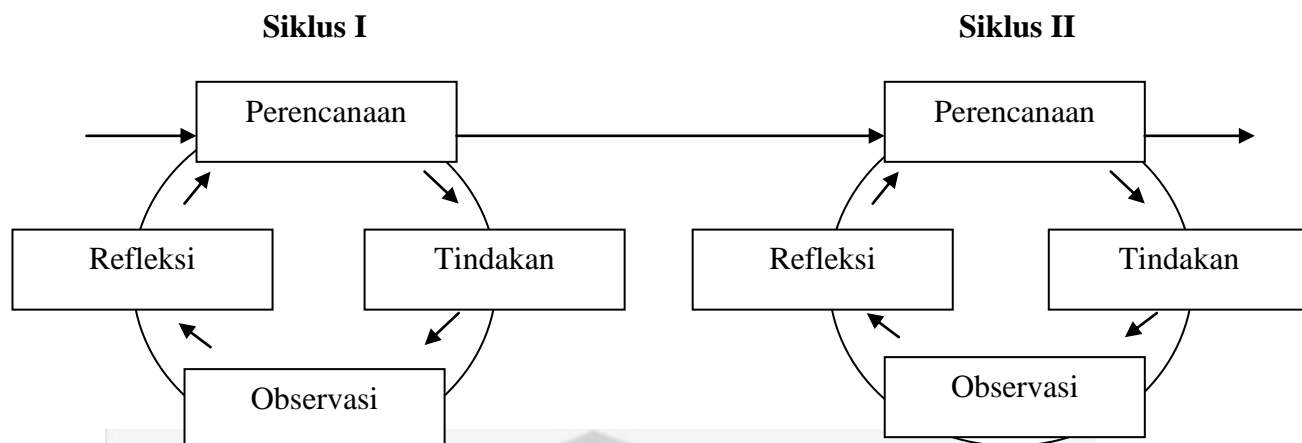 Siklus I
Siklus II
Perencanaan
Perencanaan
Refleksi
Tindakan
Refleksi
Tindakan
Observasi
Observasi